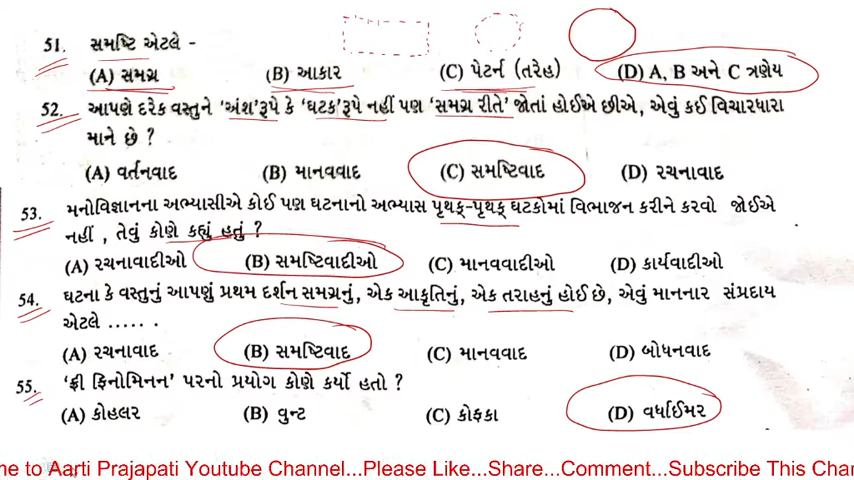 51. સમષ્ટિ એટલે -
(A) સમગ્ર (B) આકાર (C) પેટર્ન (તરેહ) (D) A, B અને C ત્રણેય
52. આપણે દરેક વસ્તુને 'અંશ'રૂપે કે 'ઘટક'રૂપે નહીં પણ 'સમગ્ર રીતે' જોતાં હોઈએ છીએ, એવું કઈ વિચારધારા
માને છે ?
(A) વર્તનવાદ (B) માનવવાદ (C) સમષ્ટિવાદ (D) રચનાવાદ
53. મનોવિજ્ઞાનના અભ્યાસીએ કોઈ પણ ઘટનાનો અભ્યાસ પૃથક્-પૃથક્ ઘટકોમાં વિભાજન કરીને કરવો જોઈએ
નહીં , તેવું કોણે કહ્યું હતું ?
(A) રચનાવાદીઓ (B) સમષ્ટિવાદીઓ (C) માનવવાદીઓ (D) કાર્યવાદીઓ
54. ઘટના કે વસ્તુનું આપણું પ્રથમ દર્શન સમગ્રનું, એક આકૃતિનું, એક તરાહનું હોઈ છે, એવું માનનાર સંપ્રદાય
એટલે ......
(A) રચનાવાદ (B) સમષ્ટિવાદ (C) માનવવાદ (D) બોધનવાદ
55. 'ફ્રી ફિનોમિનન' પરનો પ્રયોગ કોણે કર્યો હતો ?
(A) કોહલર (B) વુન્ટ (C) કોફકા (D) વર્ધાઈમર
ne to Aarti Prajapati Youtube Channel...Please Like...Share...Comment...Subscribe This Chan